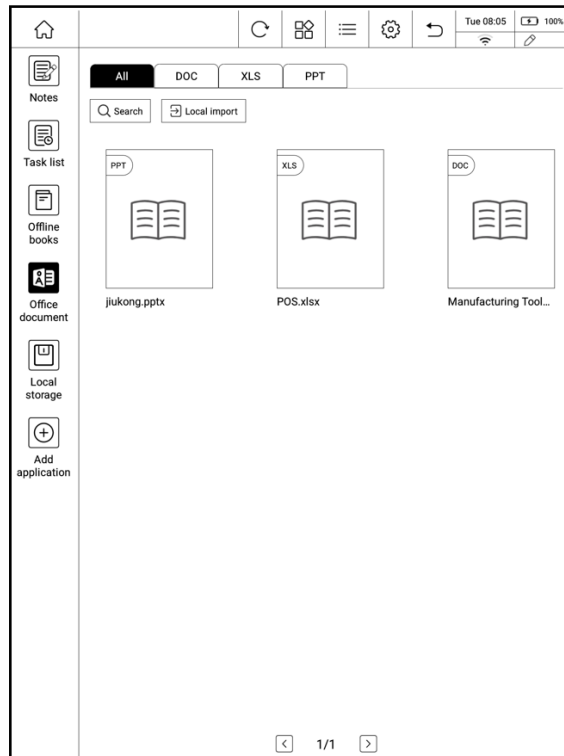 Tue 08:05
100%
Notes
Task list
Offline
books
Office
document
Local
storage
Add
application
All
DOC
XLS
PPT
Search
Local import
PPT
XLS
DOC
jiukong.pptx
POS.xlsx
Manufacturing Tool...
1/1